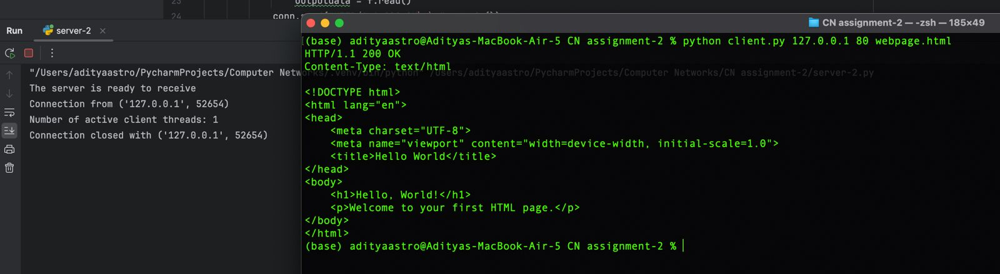 23
outputdata = f.read()
24
Run
server-2
"/Users/adityaastro/PycharmProjects/Computer Networks/.venv/bin/python" "/Users/adityaastro/PycharmProjects/Computer Networks/CN assignment-2/server-2.py
The server is ready to receive
Connection from ('127.0.0.1', 52654)
Number of active client threads: 1
Connection closed with ('127.0.0.1', 52654)
CN assignment-2 — -zsh — 185×49
(base) adityaastro@Adityas-MacBook-Air-5 CN assignment-2 % python client.py 127.0.0.1 80 webpage.html
HTTP/1.1 200 OK
Content-Type: text/html
<!DOCTYPE html>
<html lang="en">
<head>
<meta charset="UTF-8">
<meta name="viewport" content="width=device-width, initial-scale=1.0">
<title>Hello World</title>
</head>
<body>
<h1>Hello, World!</h1>
<p>Welcome to your first HTML page.</p>
</body>
</html>
(base) adityaastro@Adityas-MacBook-Air-5 CN assignment-2 %